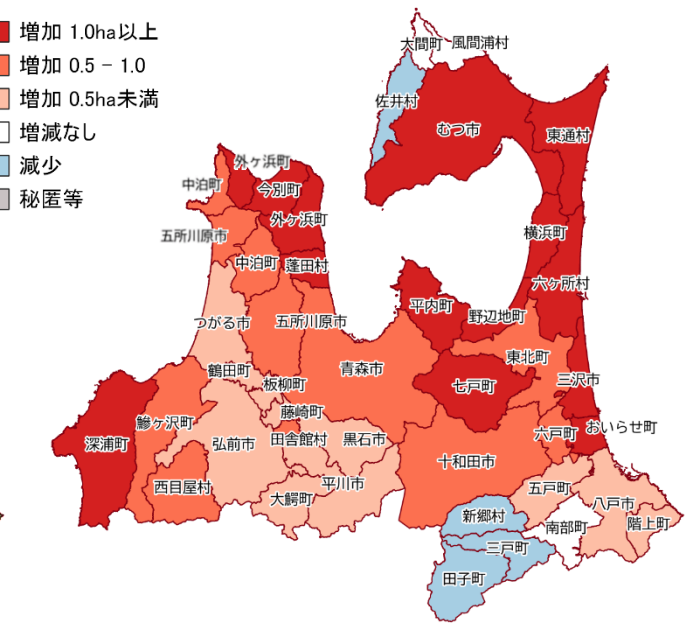 増加 1.0ha以上
増加 0.5 - 1.0
増加 0.5ha未満
増減なし
減少
秘匿等
大間町
風間浦村
佐井村
むつ市
東通村
外ヶ浜町
中泊町
今別町
外ヶ浜町
五所川原市
横浜町
中泊町
蓬田村
六ヶ所村
平内町
野辺地町
つがる市
五所川原市
東北町
青森市
鶴田町
板柳町
七戸町
三沢市
藤崎町
鰺ヶ沢町
おいらせ町
深浦町
弘前市
田舎館村
黒石市
六戸町
十和田市
西目屋村
平川市
五戸町
大鰐町
八戸市
新郷村
南部町
階上町
三戸町
田子町